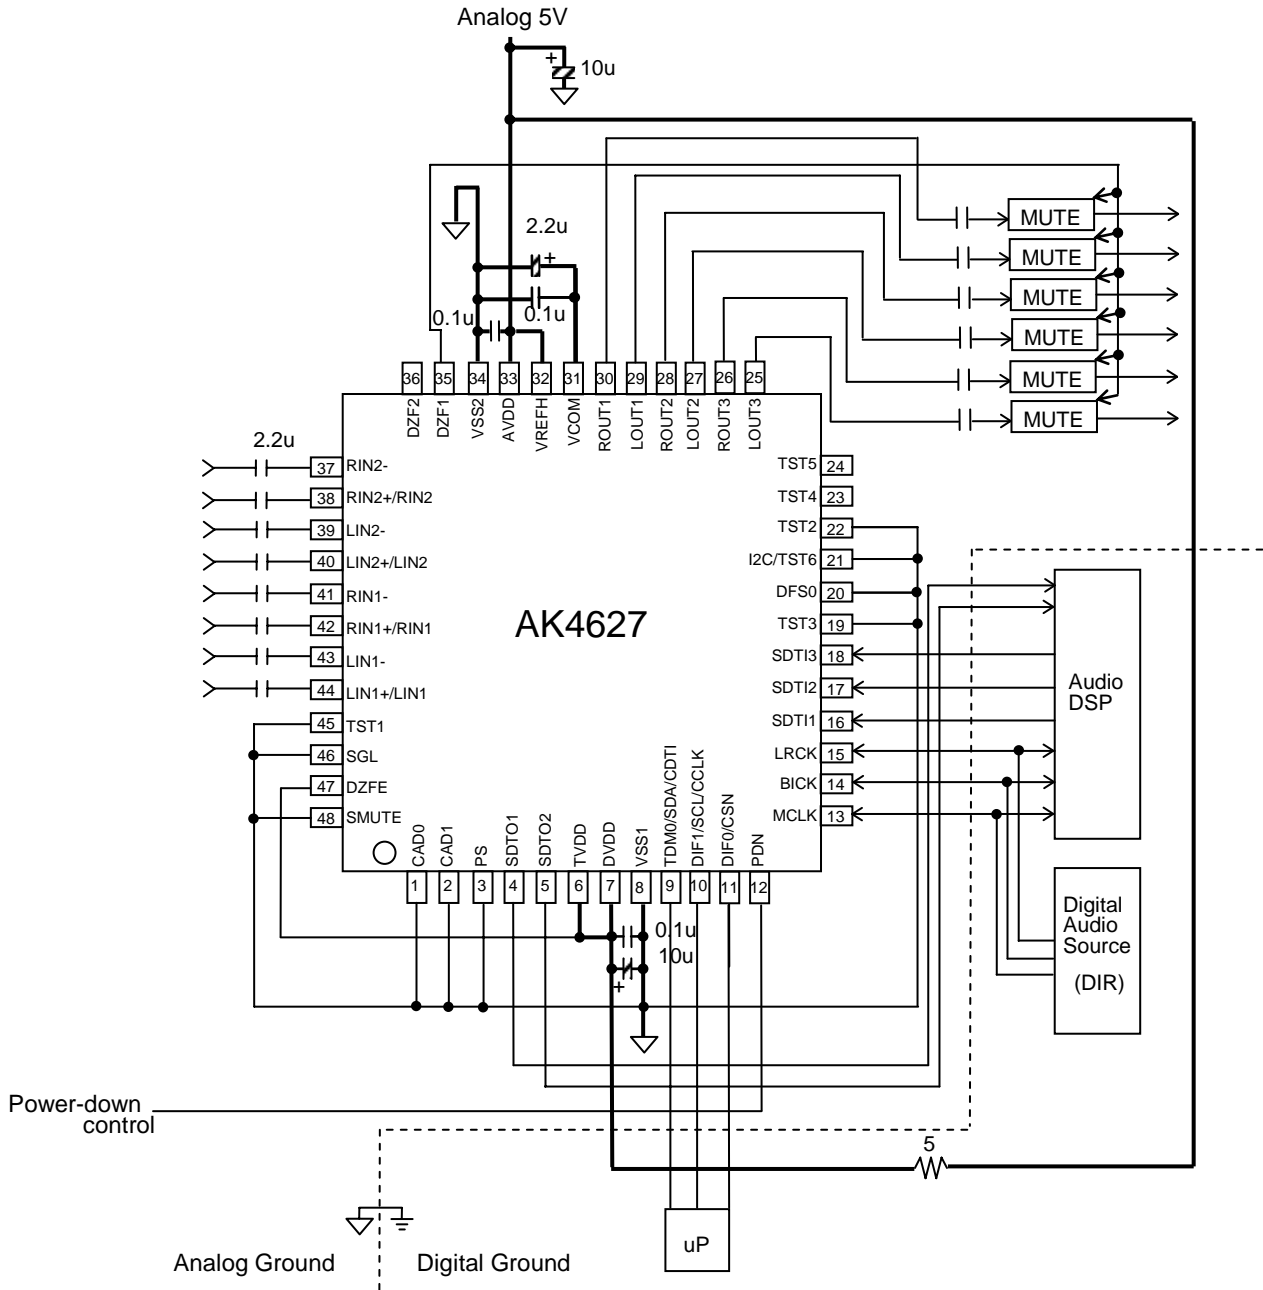 Analog 5V
10u
2.2u
0.1u
0.1u
MUTE
MUTE
MUTE
MUTE
MUTE
MUTE
36 35 34 33 32 31 30 29 28 27 26 25
DZF2 DZF1 VSS2 AVDD VREFH VCOM ROUT1 LOUT1 ROUT2 LOUT2 ROUT3 LOUT3
2.2u
37 RIN2-
38 RIN2+/RIN2
39 LIN2-
40 LIN2+/LIN2
41 RIN1-
42 RIN1+/RIN1
43 LIN1-
44 LIN1+/LIN1
45 TST1
46 SGL
47 DZFE
48 SMUTE
AK4627
TST5 24
TST4 23
TST2 22
I2C/TST6 21
DFS0 20
TST3 19
SDTI3 18
SDTI2 17
SDTI1 16
LRCK 15
BICK 14
MCLK 13
Audio
DSP
CAD0 CAD1 PS SDTO1 SDTO2 TVDD DVDD VSS1 TDM0/SDA/CDTI DIF1/SCL/CCLK DIF0/CSN PDN
1 2 3 4 5 6 7 8 9 10 11 12
Digital
Audio
Source
(DIR)
0.1u
10u
+
+
+
Power-down
control
5
uP
Analog Ground
Digital Ground